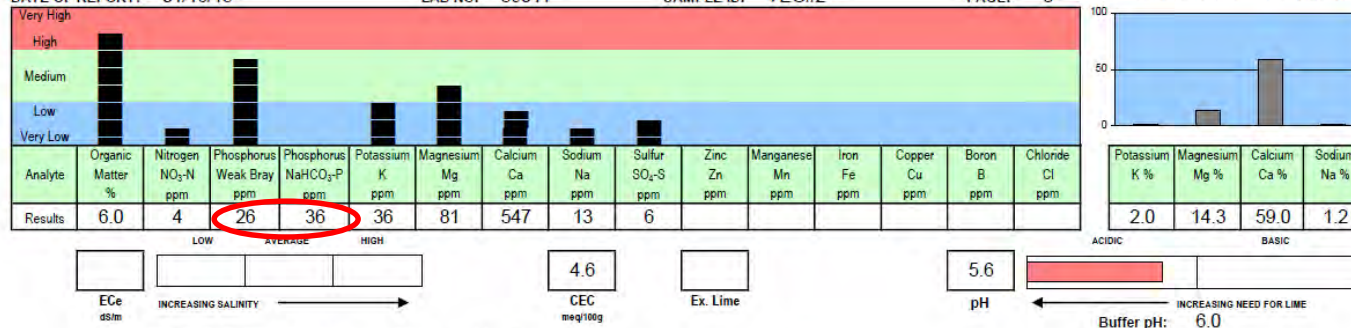 Very High
High
Medium
Low
Very Low
100
50
0
Analyte
Organic Matter %
Nitrogen NO₃-N ppm
Phosphorus Weak Bray ppm
Phosphorus NaHCO₃-P ppm
Potassium K ppm
Magnesium Mg ppm
Calcium Ca ppm
Sodium Na ppm
Sulfur SO₄-S ppm
Zinc Zn ppm
Manganese Mn ppm
Iron Fe ppm
Copper Cu ppm
Boron B ppm
Chloride Cl ppm
Potassium K %
Magnesium Mg %
Calcium Ca %
Sodium Na %
Results 6.0 4 26 36 36 81 547 13 6 2.0 14.3 59.0 1.2
LOW AVERAGE HIGH
ACIDIC BASIC
4.6 5.6
ECe dS/m
INCREASING SALINITY
CEC meq/100g
Ex. Lime
pH
INCREASING NEED FOR LIME
Buffer pH: 6.0